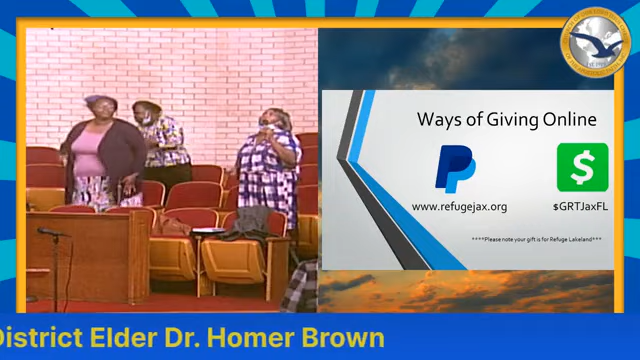 Ways of Giving Online
www.refugejax.org
$GRTJaxFL
****Please note your gift is for Refuge Lakeland***
District Elder Dr. Homer Brown